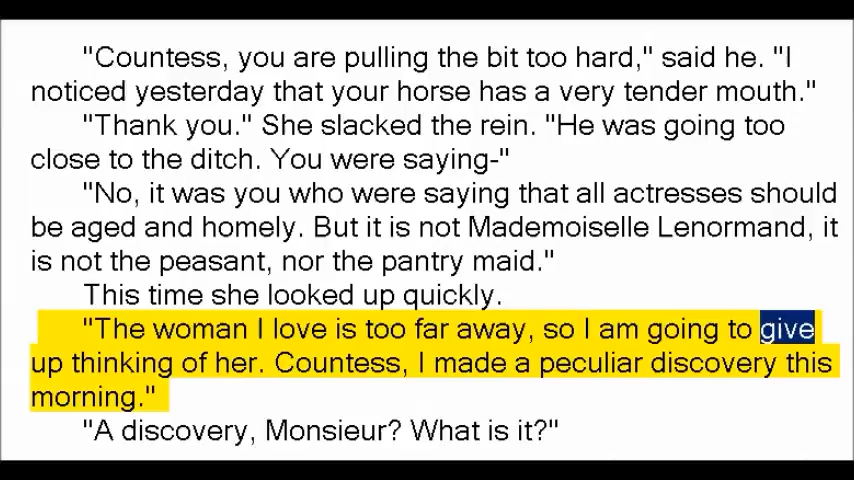 "Countess, you are pulling the bit too hard," said he. "I
noticed yesterday that your horse has a very tender mouth."
"Thank you." She slacked the rein. "He was going too
close to the ditch. You were saying-"
"No, it was you who were saying that all actresses should
be aged and homely. But it is not Mademoiselle Lenormand, it
is not the peasant, nor the pantry maid."
This time she looked up quickly.
"The woman I love is too far away, so I am going to give
up thinking of her. Countess, I made a peculiar discovery this
morning."
"A discovery, Monsieur? What is it?"